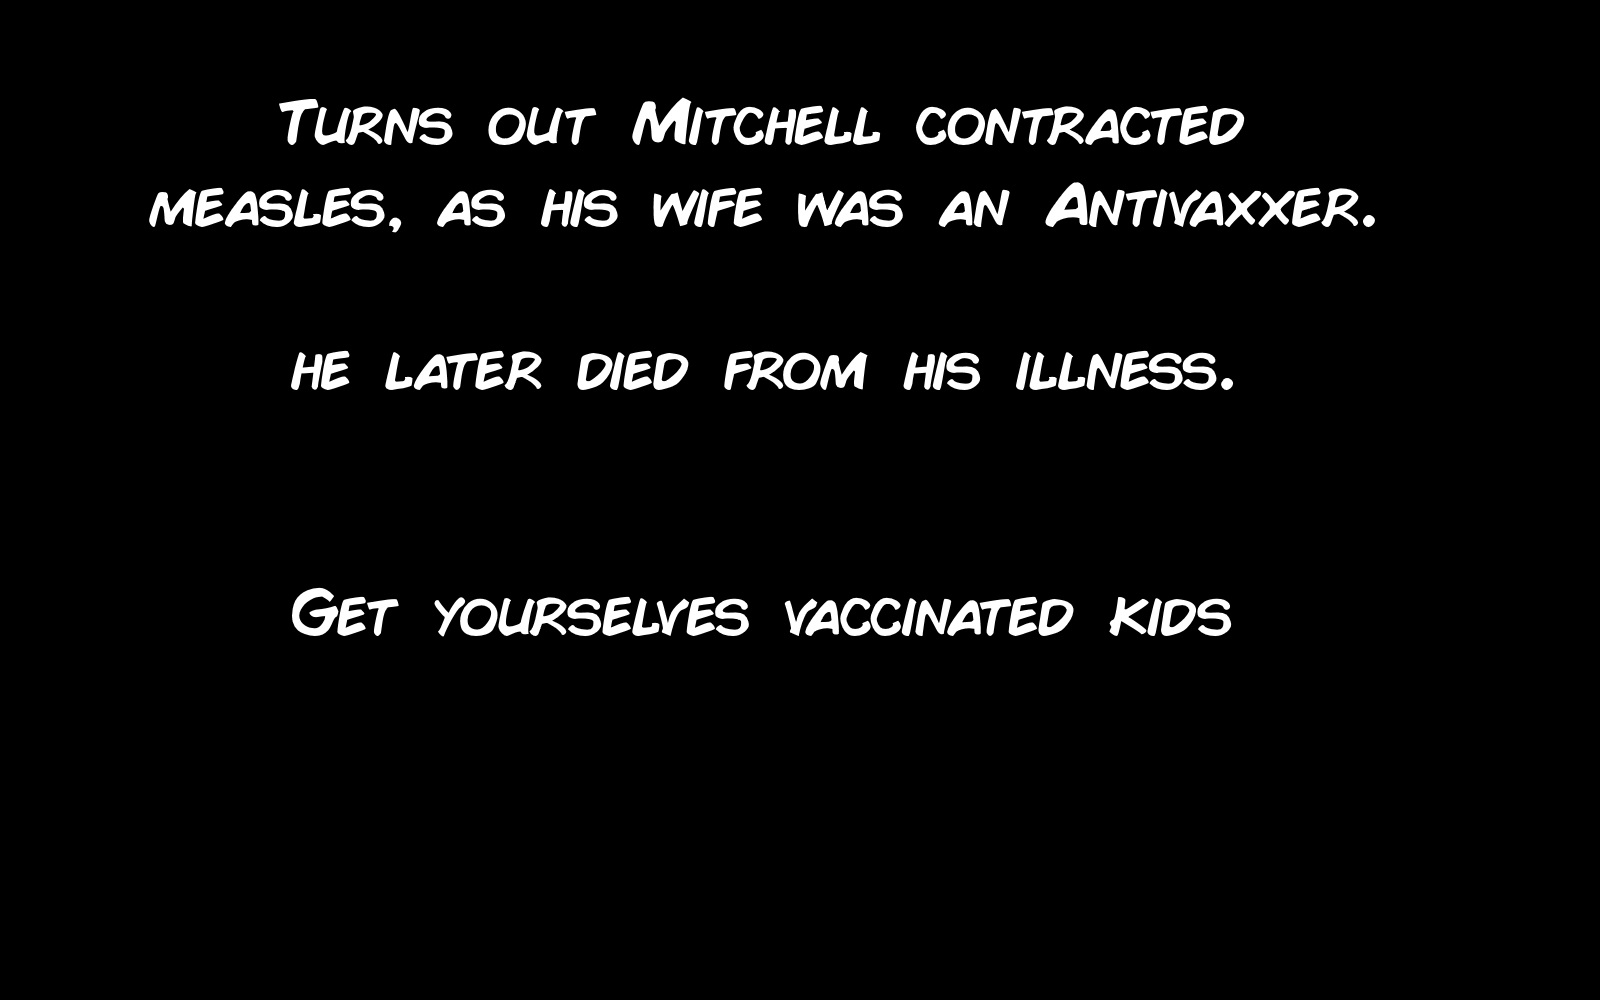 Turns out Mitchell contracted
measles, as his wife was an Antivaxxer.
he later died from his illness.
Get yourselves vaccinated kids